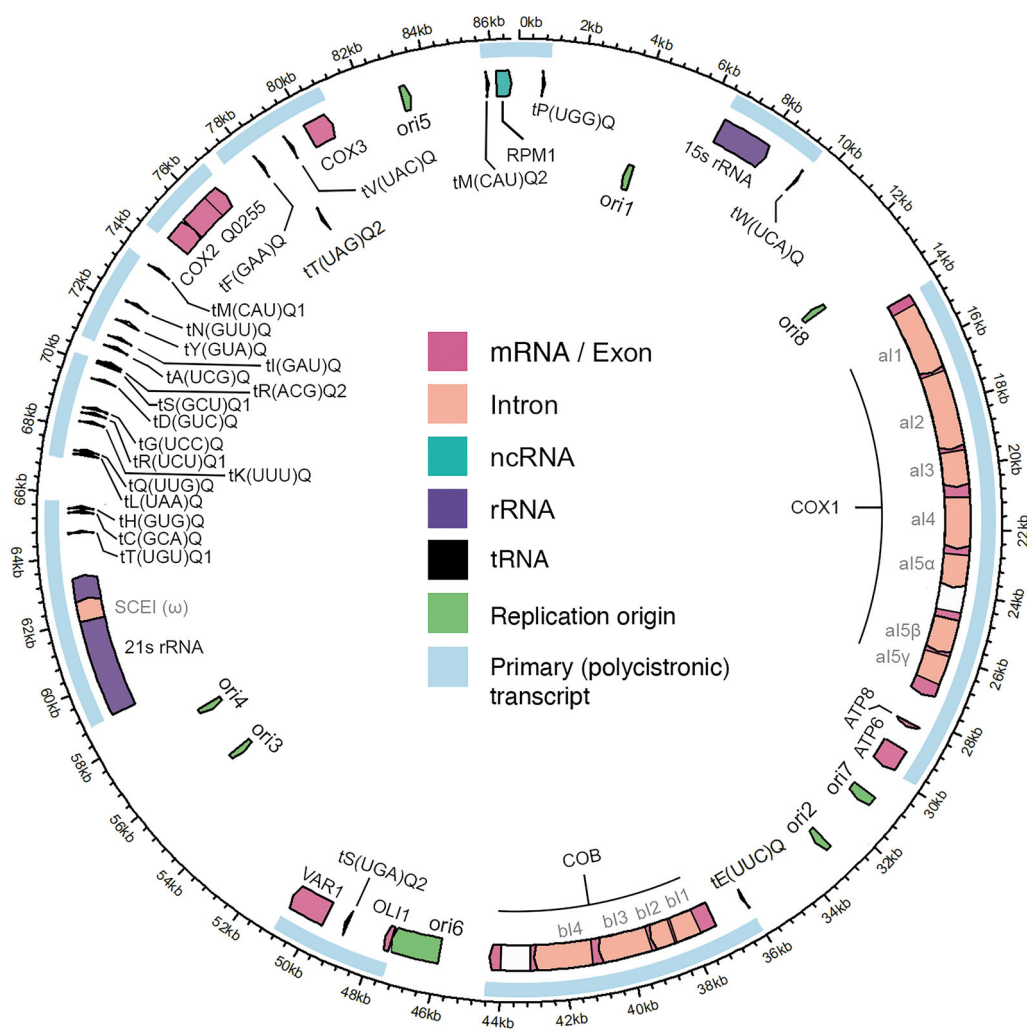 0kb
2kb
4kb
6kb
8kb
10kb
12kb
14kb
16kb
18kb
20kb
22kb
24kb
26kb
28kb
30kb
32kb
34kb
36kb
38kb
40kb
42kb
44kb
46kb
48kb
50kb
52kb
54kb
56kb
58kb
60kb
62kb
64kb
66kb
68kb
70kb
72kb
74kb
76kb
78kb
80kb
82kb
84kb
86kb
tP(UGG)Q
RPM1
tM(CAU)Q2
ori1
15s rRNA
tW(UCA)Q
ori8
aI1
aI2
aI3
aI4
aI5α
aI5β
aI5γ
COX1
ATP8
ATP6
ori7
ori2
tE(UUC)Q
COB
bI1
bI2
bI3
bI4
ori6
OLI1
tS(UGA)Q2
VAR1
ori3
ori4
21s rRNA
SCEI (ω)
tT(UGU)Q1
tC(GCA)Q
tH(GUG)Q
tL(UAA)Q
tQ(UUG)Q
tK(UUU)Q
tR(UCU)Q1
tG(UCC)Q
tD(GUC)Q
tS(GCU)Q1
tR(ACG)Q2
tA(UCG)Q
tI(GAU)Q
tY(GUA)Q
tN(GUU)Q
tM(CAU)Q1
COX2
Q0255
tF(GAA)Q
tT(UAG)Q2
tV(UAC)Q
COX3
ori5
mRNA / Exon
Intron
ncRNA
rRNA
tRNA
Replication origin
Primary (polycistronic)
transcript